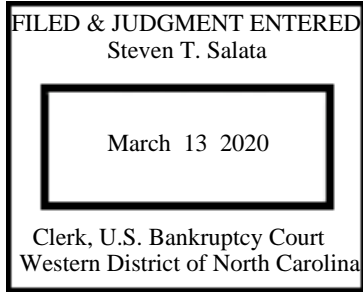 FILED & JUDGMENT ENTERED
Steven T. Salata
March 13 2020
Clerk, U.S. Bankruptcy Court
Western District of North Carolina